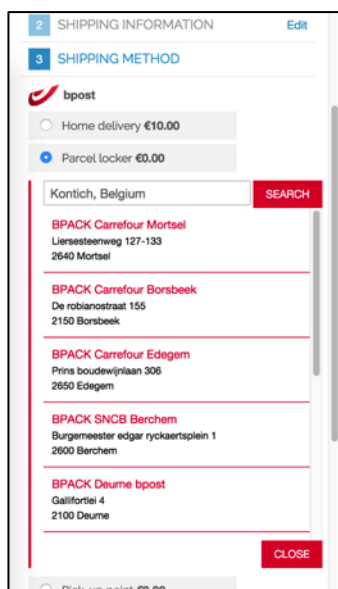 2 SHIPPING INFORMATION Edit
3 SHIPPING METHOD
bpost
Home delivery €10.00
Parcel locker €0.00
Kontich, Belgium SEARCH
BPACK Carrefour Mortsel
Liersesteenweg 127-133
2640 Mortsel
BPACK Carrefour Borsbeek
De robianostraat 155
2150 Borsbeek
BPACK Carrefour Edegem
Prins boudewijnlaan 306
2650 Edegem
BPACK SNCB Berchem
Burgemeester edgar ryckaertsplein 1
2600 Berchem
BPACK Deurne bpost
Gallifortlei 4
2100 Deurne
CLOSE